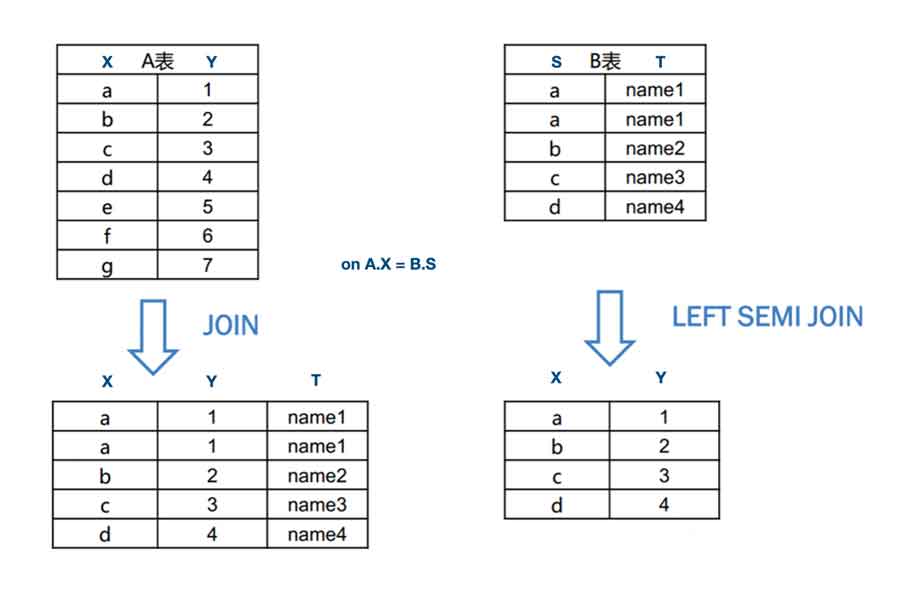 X A表 Y
a 1
b 2
c 3
d 4
e 5
f 6
g 7
S B表 T
a name1
a name1
b name2
c name3
d name4
on A.X = B.S
JOIN
LEFT SEMI JOIN
X Y T
a 1 name1
a 1 name1
b 2 name2
c 3 name3
d 4 name4
X Y
a 1
b 2
c 3
d 4